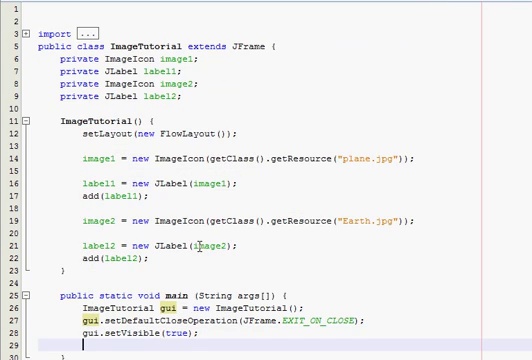 1
2
3 import ...
5 public class ImageTutorial extends JFrame {
6 private ImageIcon image1;
7 private JLabel label1;
8 private ImageIcon image2;
9 private JLabel label2;
10
11 ImageTutorial() {
12 setLayout(new FlowLayout());
13
14 image1 = new ImageIcon(getClass().getResource("plane.jpg"));
15
16 label1 = new JLabel(image1);
17 add(label1);
18
19 image2 = new ImageIcon(getClass().getResource("Earth.jpg"));
20
21 label2 = new JLabel(image2);
22 add(label2);
23 }
24
25 public static void main (String args[]) {
26 ImageTutorial gui = new ImageTutorial();
27 gui.setDefaultCloseOperation(JFrame.EXIT_ON_CLOSE);
28 gui.setVisible(true);
29
}